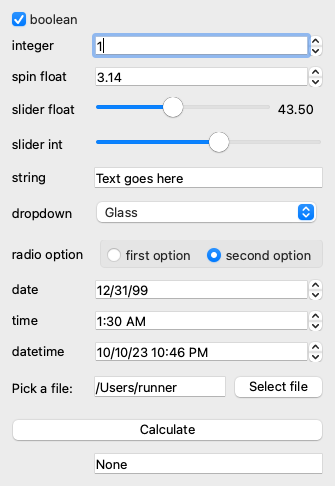 boolean
integer 1
spin float 3.14
slider float 43.50
slider int
string Text goes here
dropdown Glass
radio option first option second option
date 12/31/99
time 1:30 AM
datetime 10/10/23 10:46 PM
Pick a file: /Users/runner Select file
Calculate
None